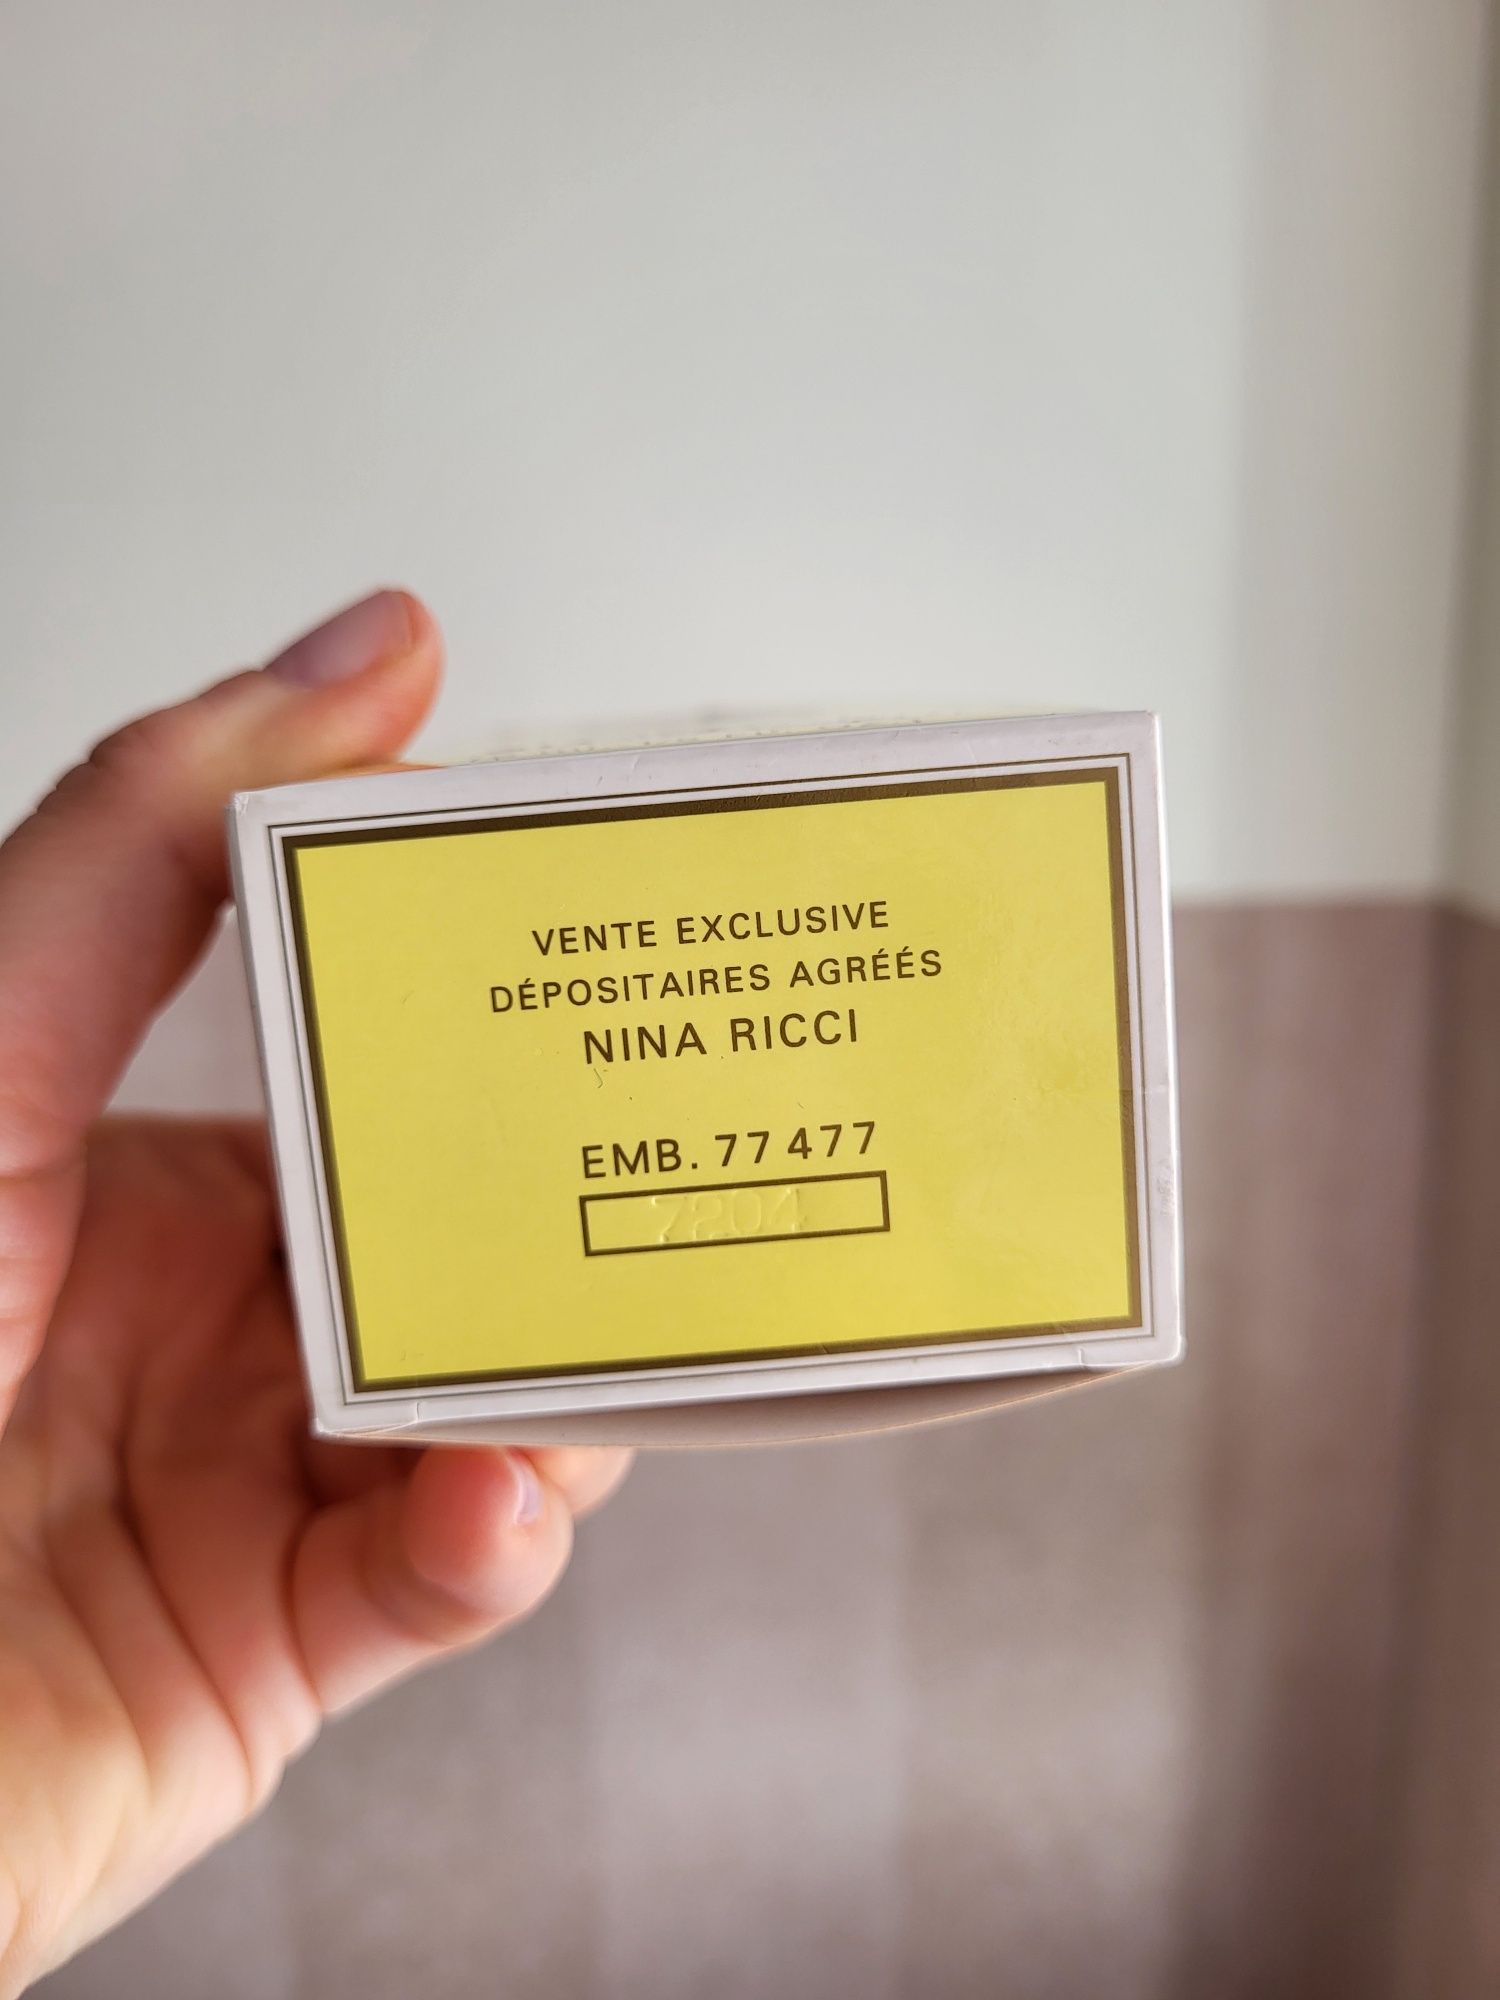 VENTE EXCLUSIVE
DÉPOSITAIRES AGRÉÉS
NINA RICCI
EMB. 77 477
7204